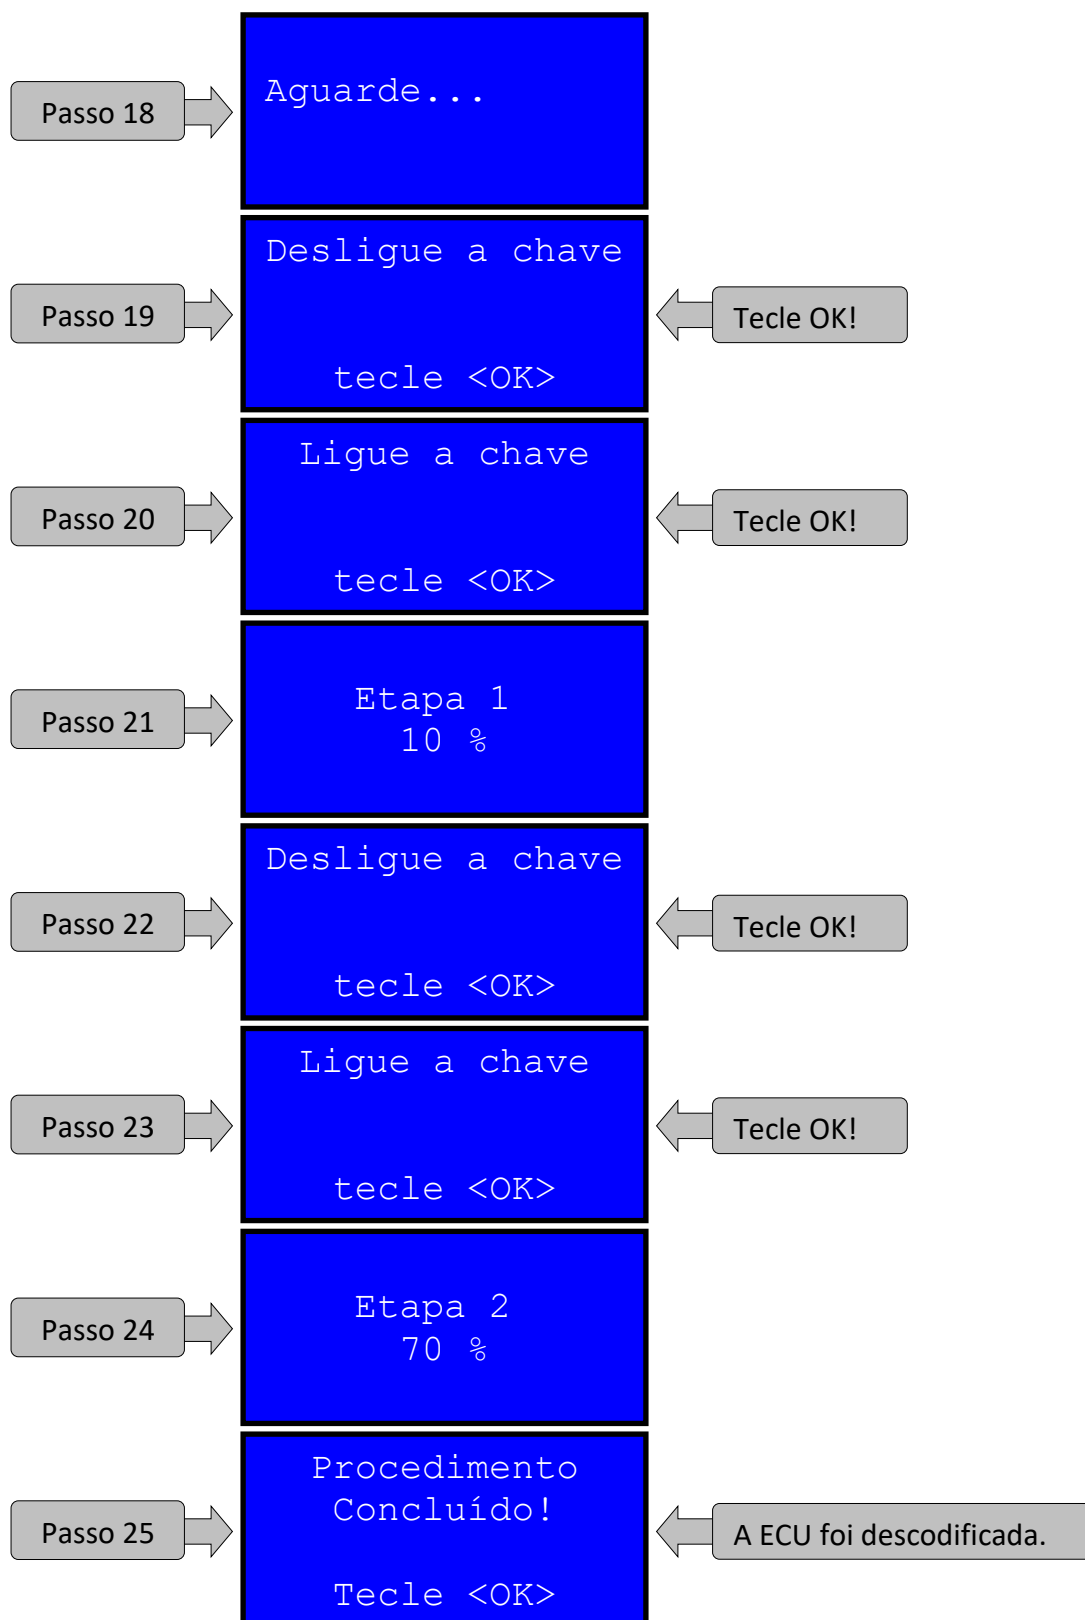 Passo 18
Aguarde...
Passo 19
Desligue a chave
tecle <OK>
Tecle OK!
Passo 20
Ligue a chave
tecle <OK>
Tecle OK!
Passo 21
Etapa 1
10 %
Passo 22
Desligue a chave
tecle <OK>
Tecle OK!
Passo 23
Ligue a chave
tecle <OK>
Tecle OK!
Passo 24
Etapa 2
70 %
Passo 25
Procedimento
Concluído!
Tecle <OK>
A ECU foi descodificada.